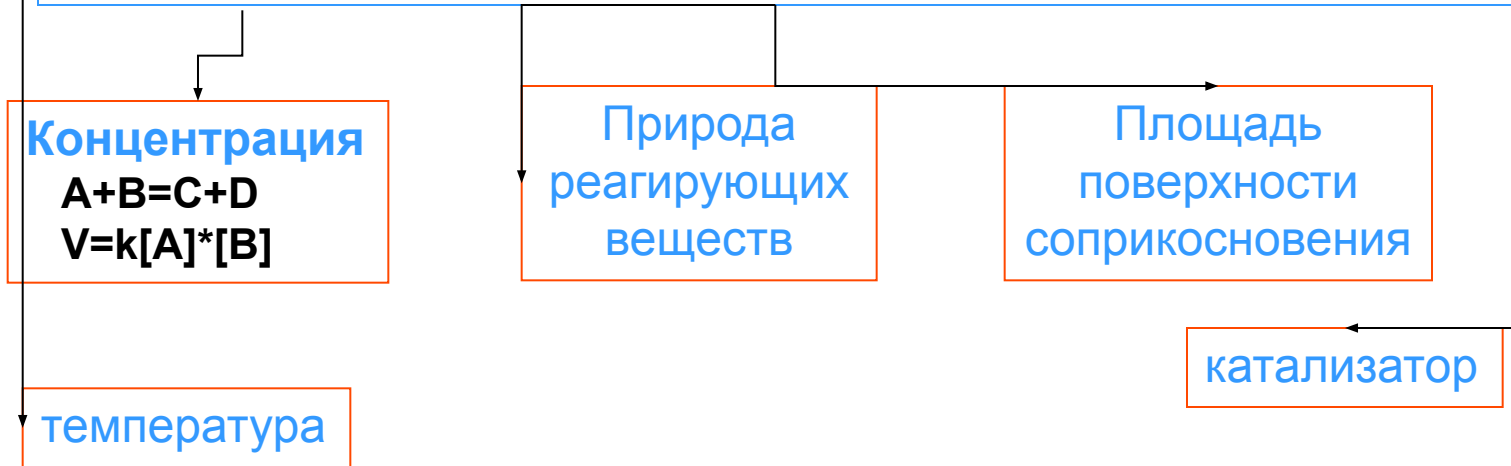 Концентрация
A+B=C+D
V=k[A]*[B]
Природа
реагирующих
веществ
Площадь
поверхности
соприкосновения
катализатор
температура